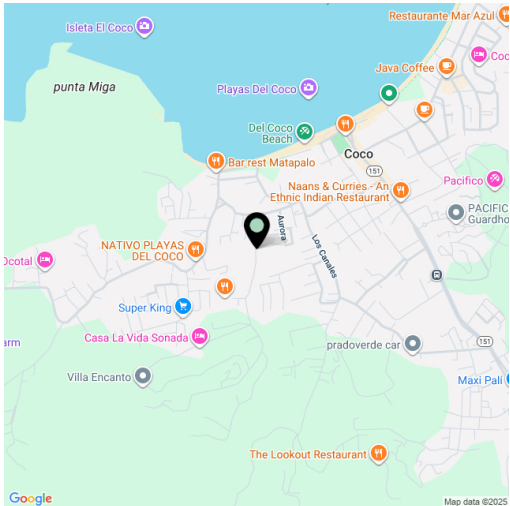 Restaurante Mar Azul
Isleta El Coco
Java Coffee
Coc
punta Miga
Playas Del Coco
Del Coco
Beach
Coco
Bar rest Matapalo
151
Naans & Curries - An
Ethnic Indian Restaurant
Pacifico
PACIFIC
Guardho
Aurora
Los Canales
NATIVO PLAYAS
DEL COCO
Ocotal
Super King
Casa La Vida Sonada
pradoverde car
151
arm
Villa Encanto
Maxi Palí
The Lookout Restaurant
Google
Map data ©2025